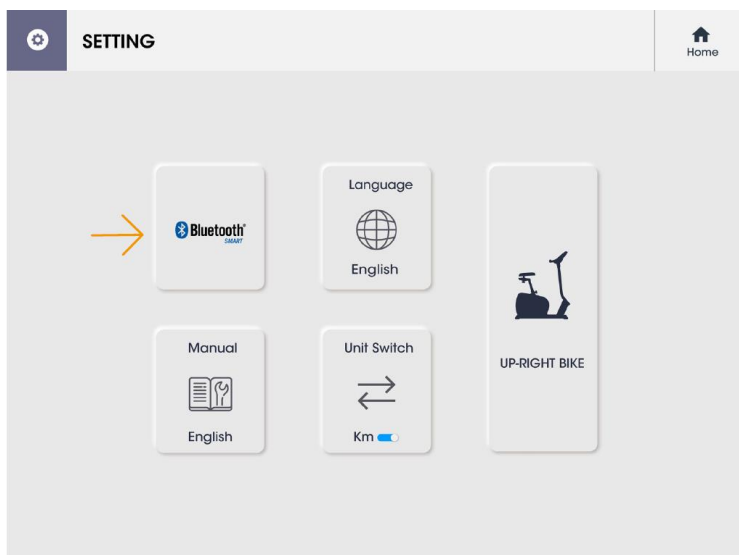 SETTING
Home
Bluetooth®
SMART
Language
English
Manual
English
Unit Switch
Km
UP-RIGHT BIKE